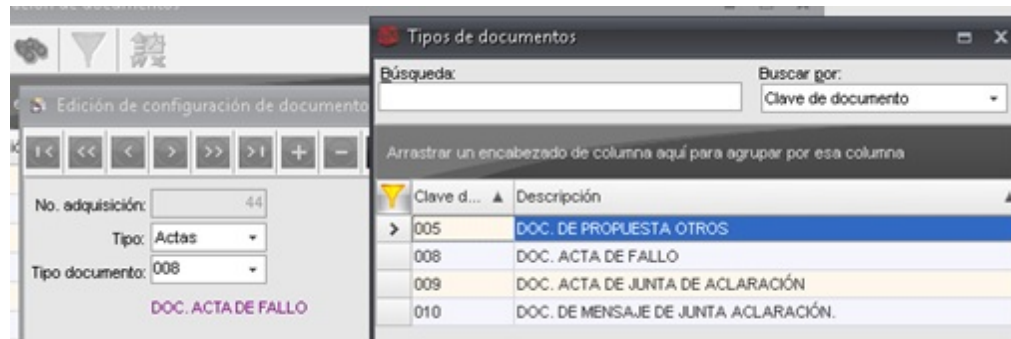 Tipos de documentos
Búsqueda:
Buscar por:
Clave de documento
Edición de configuración de documento
Arrastrar un encabezado de columna aquí para agrupar por esa columna
No. adquisición: 44
Tipo: Actas
Tipo documento: 008
DOC. ACTA DE FALLO
Clave d... Descripción
005 DOC. DE PROPUESTA OTROS
008 DOC. ACTA DE FALLO
009 DOC. ACTA DE JUNTA DE ACLARACIÓN
010 DOC. DE MENSAJE DE JUNTA ACLARACIÓN.